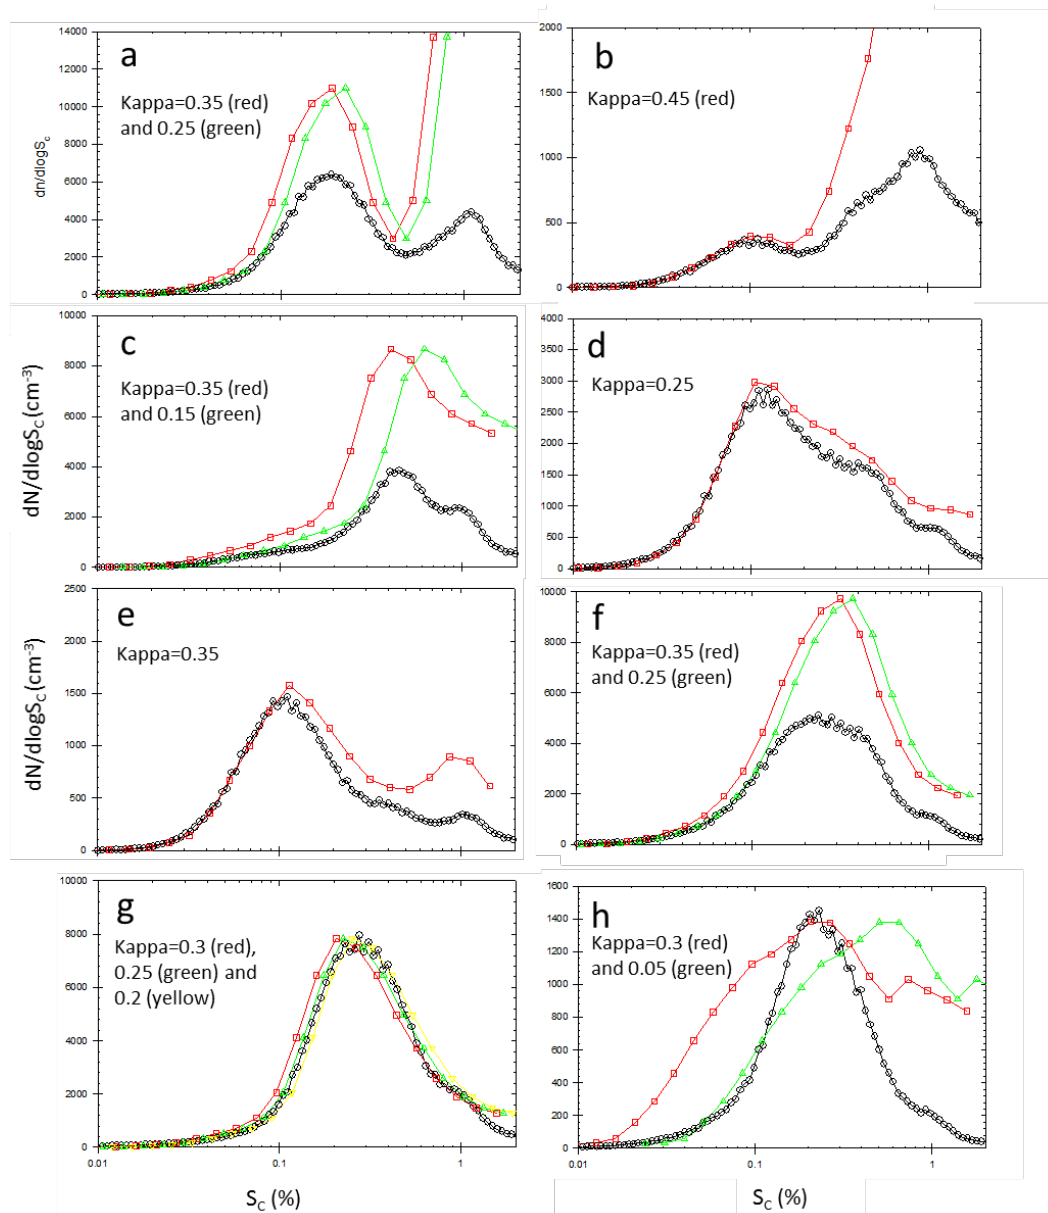 a
Kappa=0.35 (red)
and 0.25 (green)
dn/dlogS_c
14000
12000
10000
8000
6000
4000
2000
0
b
Kappa=0.45 (red)
2000
1500
1000
500
0
c
Kappa=0.35 (red)
and 0.15 (green)
dN/dlogS_C (cm⁻³)
10000
8000
6000
4000
2000
0
d
Kappa=0.25
4000
3500
3000
2500
2000
1500
1000
500
0
e
Kappa=0.35
dN/dlogS_C (cm⁻³)
2500
2000
1500
1000
500
0
f
Kappa=0.35 (red)
and 0.25 (green)
10000
8000
6000
4000
2000
0
g
Kappa=0.3 (red),
0.25 (green) and
0.2 (yellow)
10000
8000
6000
4000
2000
0
0.01
0.1
1
S_C (%)
h
Kappa=0.3 (red)
and 0.05 (green)
1600
1400
1200
1000
800
600
400
200
0
0.01
0.1
1
S_C (%)